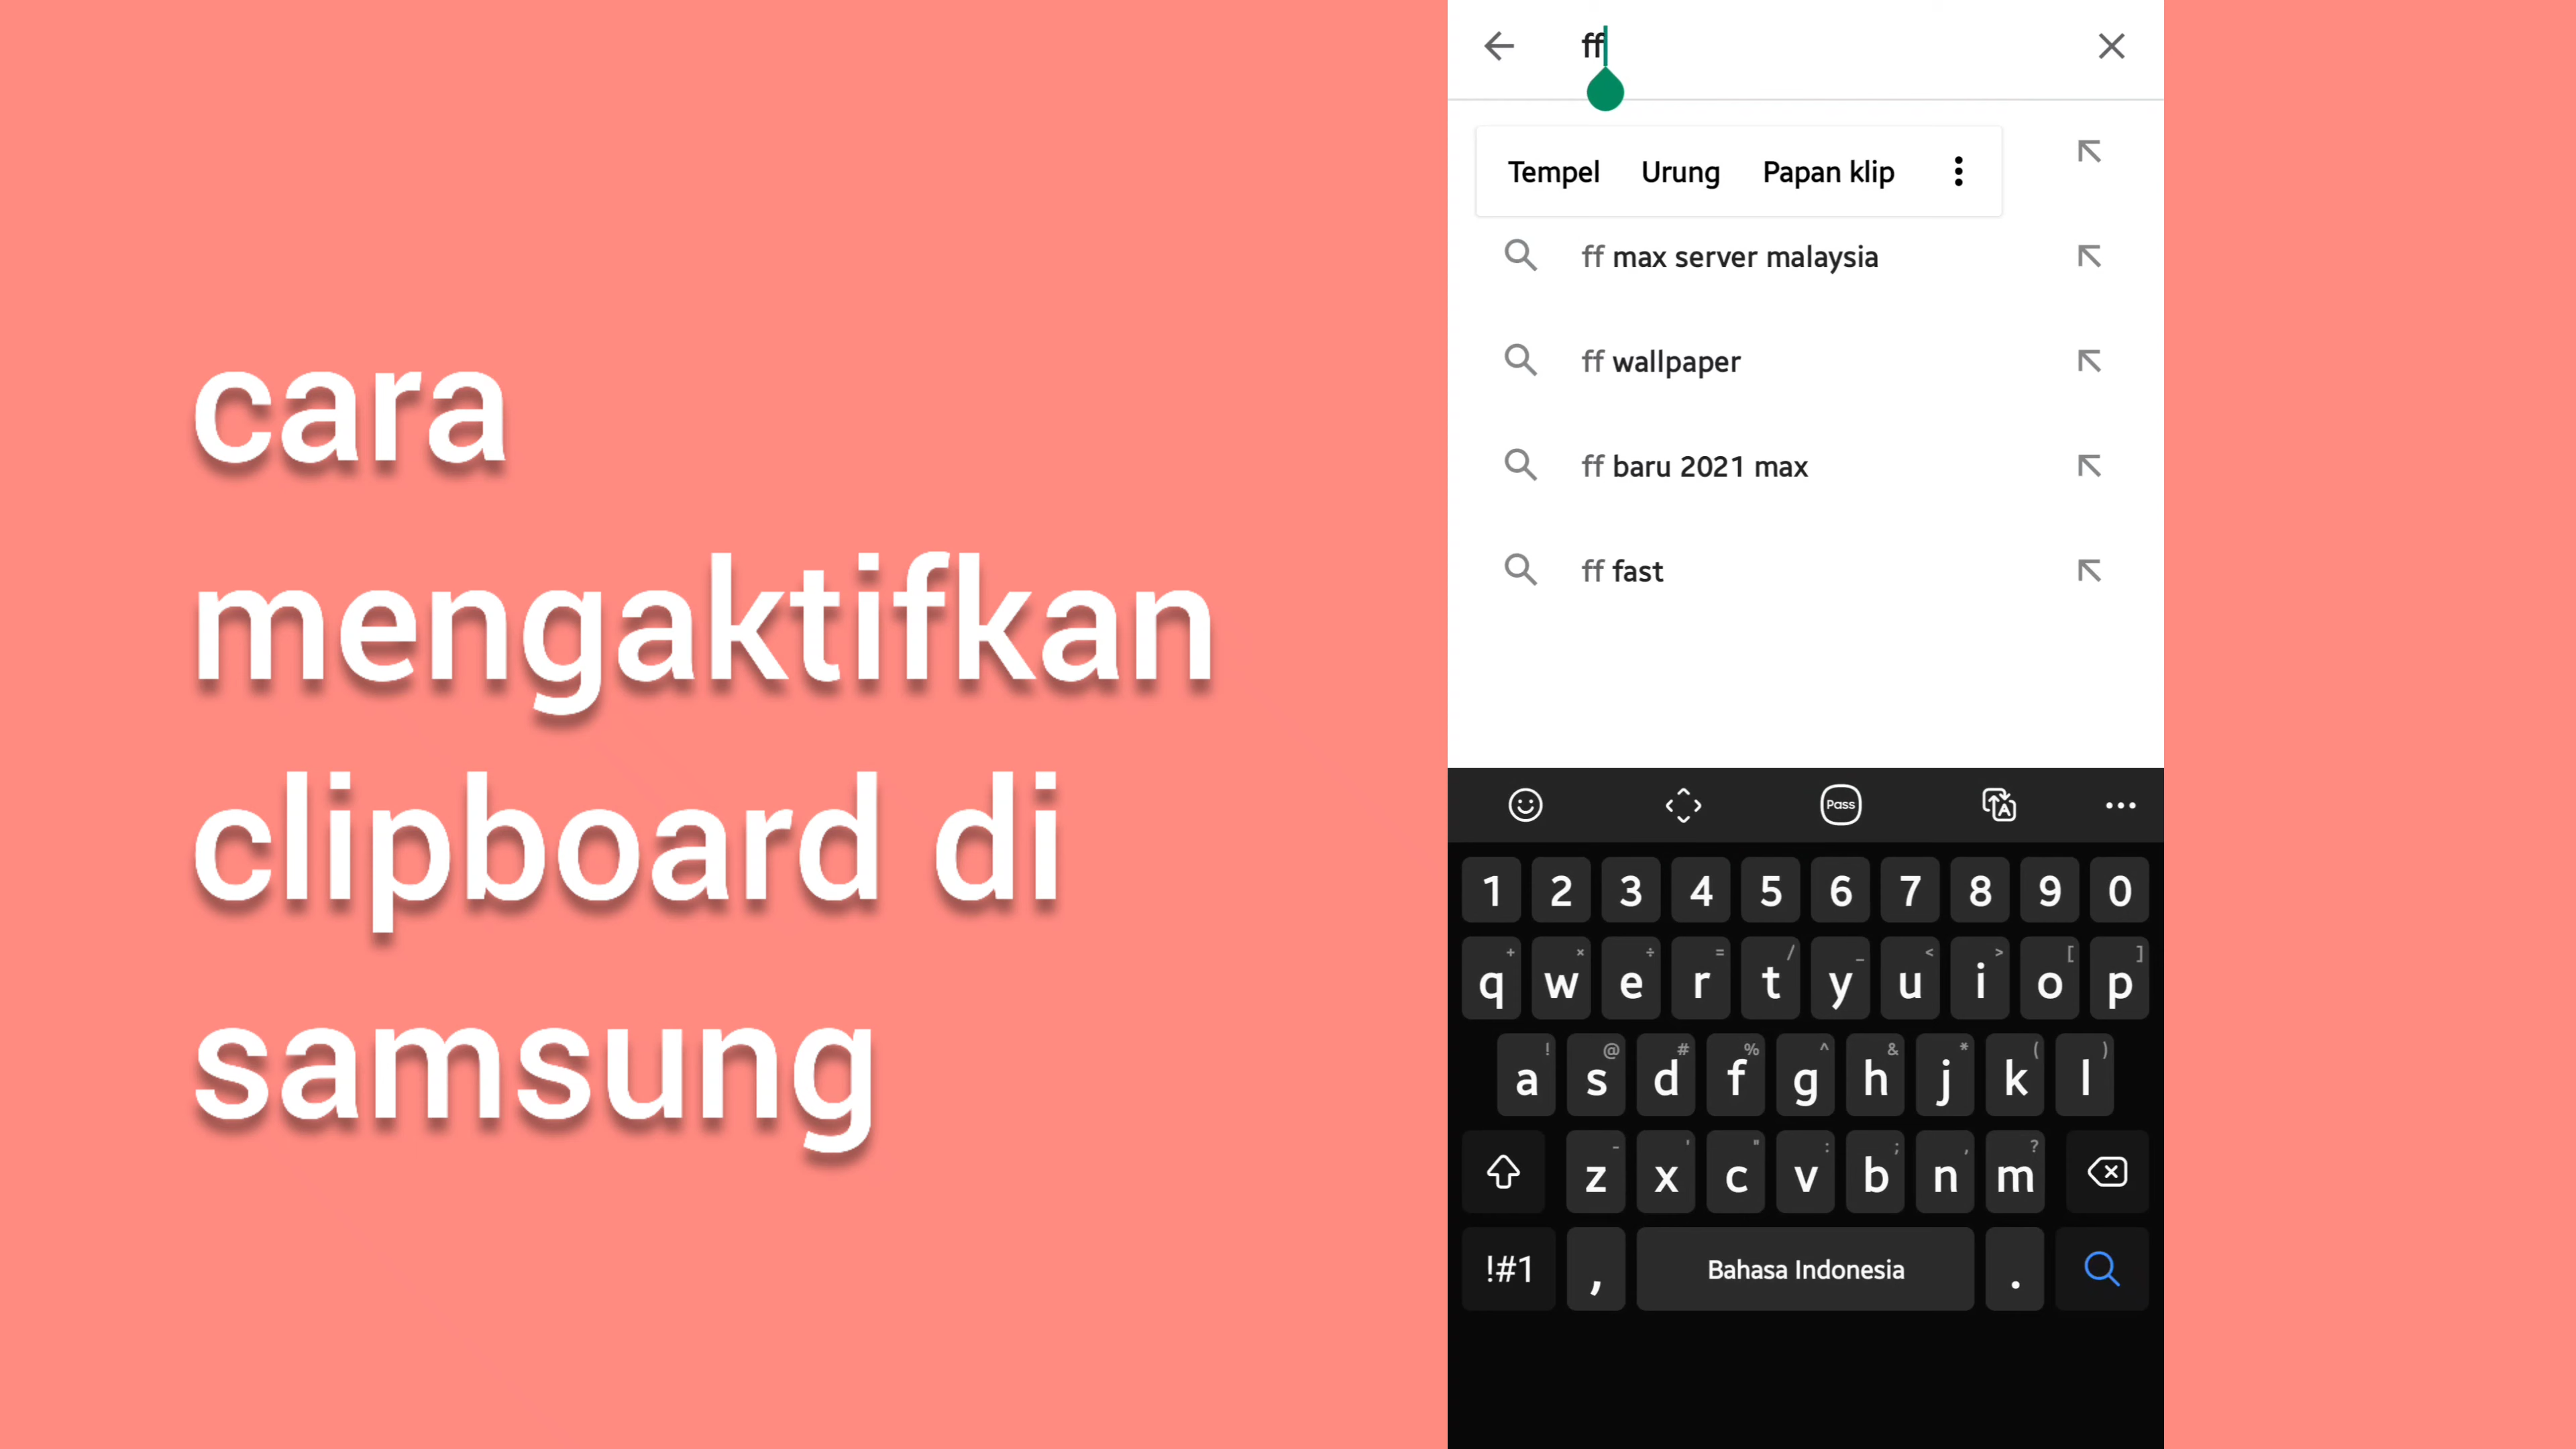 cara
mengaktifkan
clipboard di
samsung
ff
Tempel Urung Papan klip
ff max server malaysia
ff wallpaper
ff baru 2021 max
ff fast
Pass
A
1 2 3 4 5 6 7 8 9 0
+ × ÷ = / _ < > [ ]
q w e r t y u i o p
! @ # % ^ & * ( )
a s d f g h j k l
- ' " : ; , ?
z x c v b n m
!#1 , Bahasa Indonesia .